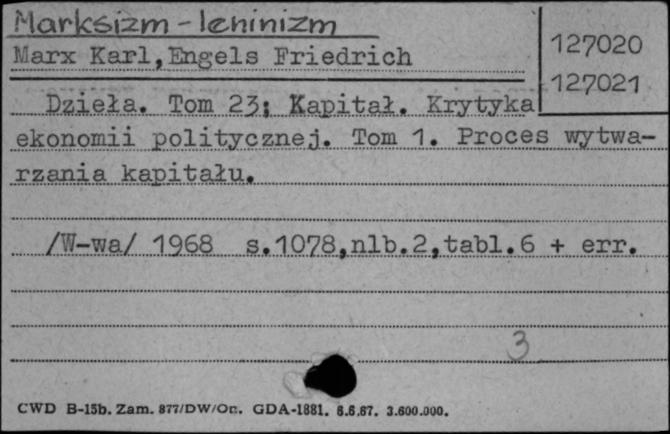 Marksizm-leninizm
Marx Karl,Engels Friedrich
127020
127021
Dzieła. Tom 23; Kapitał. Krytyka
ekonomii politycznej. Tom 1. Proces wytwa-
rzania kapitału.
/W-wa/ 1968 s.1078,nlb.2,tabl.6 + err.
3
CWD B-15b. Zam. 877/DW/Oc. GDA-1881. 6.6.67. 3.600.000.